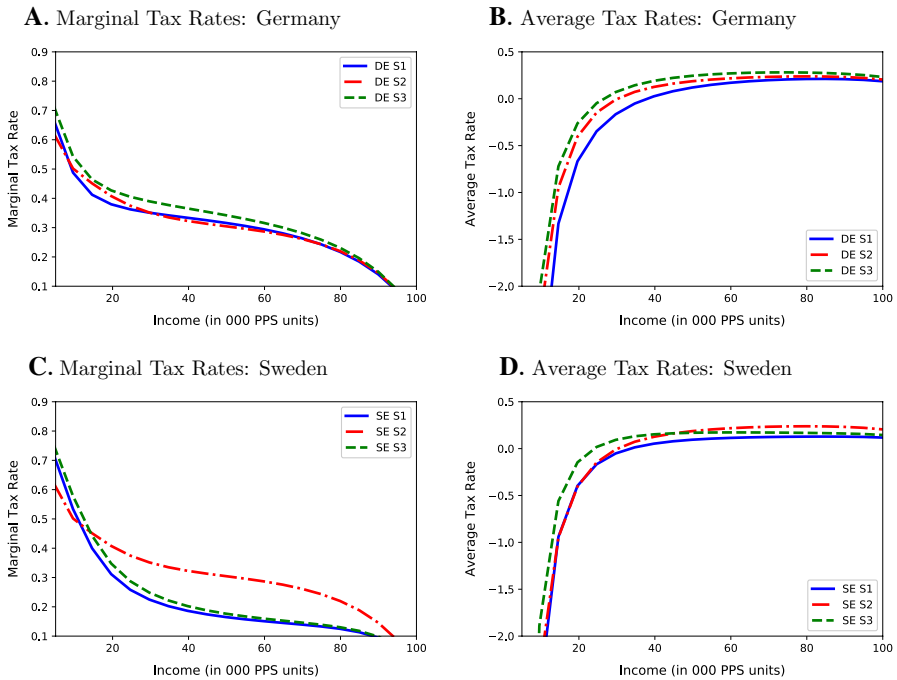 A. Marginal Tax Rates: Germany
0.9
0.8
0.7
0.6
0.5
0.4
0.3
0.2
0.1
Marginal Tax Rate
DE S1
DE S2
DE S3
20 40 60 80 100
Income (in 000 PPS units)
B. Average Tax Rates: Germany
0.5
0.0
−0.5
−1.0
−1.5
−2.0
Average Tax Rate
DE S1
DE S2
DE S3
20 40 60 80 100
Income (in 000 PPS units)
C. Marginal Tax Rates: Sweden
0.9
0.8
0.7
0.6
0.5
0.4
0.3
0.2
0.1
Marginal Tax Rate
SE S1
SE S2
SE S3
20 40 60 80 100
Income (in 000 PPS units)
D. Average Tax Rates: Sweden
0.5
0.0
−0.5
−1.0
−1.5
−2.0
Average Tax Rate
SE S1
SE S2
SE S3
20 40 60 80 100
Income (in 000 PPS units)